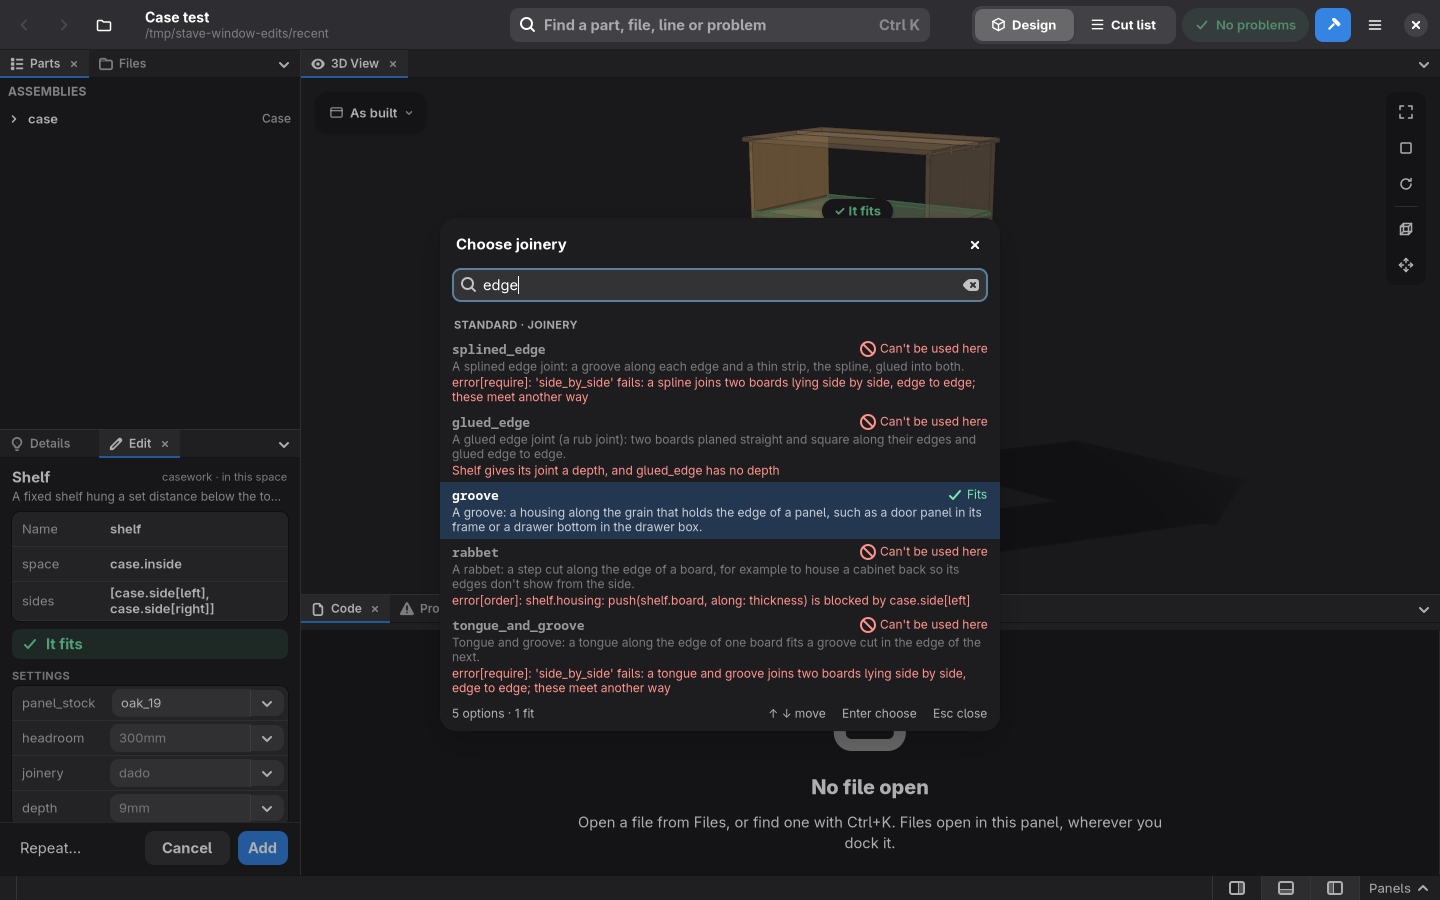 Case test
/tmp/stave-window-edits/recent
Find a part, file, line or problem
Ctrl K
Design
Cut list
No problems
Parts
Files
3D View
ASSEMBLIES
case
Case
As built
It fits
Choose joinery
edge
STANDARD · JOINERY
splined_edge
Can't be used here
A splined edge joint: a groove along each edge and a thin strip, the spline, glued into both.
error[require]: 'side_by_side' fails: a spline joins two boards lying side by side, edge to edge;
these meet another way
glued_edge
Can't be used here
A glued edge joint (a rub joint): two boards planed straight and square along their edges and
glued edge to edge.
Shelf gives its joint a depth, and glued_edge has no depth
groove
Fits
A groove: a housing along the grain that holds the edge of a panel, such as a door panel in its
frame or a drawer bottom in the drawer box.
rabbet
Can't be used here
A rabbet: a step cut along the edge of a board, for example to house a cabinet back so its
edges don't show from the side.
error[order]: shelf.housing: push(shelf.board, along: thickness) is blocked by case.side[left]
tongue_and_groove
Can't be used here
Tongue and groove: a tongue along the edge of one board fits a groove cut in the edge of the
next.
error[require]: 'side_by_side' fails: a tongue and groove joins two boards lying side by side,
edge to edge; these meet another way
5 options · 1 fit
↑ ↓ move
Enter choose
Esc close
Details
Edit
Shelf
casework · in this space
A fixed shelf hung a set distance below the to...
Name
shelf
space
case.inside
sides
[case.side[left],
case.side[right]]
It fits
SETTINGS
panel_stock
oak_19
headroom
300mm
joinery
dado
depth
9mm
Repeat...
Cancel
Add
Code
Pro
No file open
Open a file from Files, or find one with Ctrl+K. Files open in this panel, wherever you
dock it.
Panels